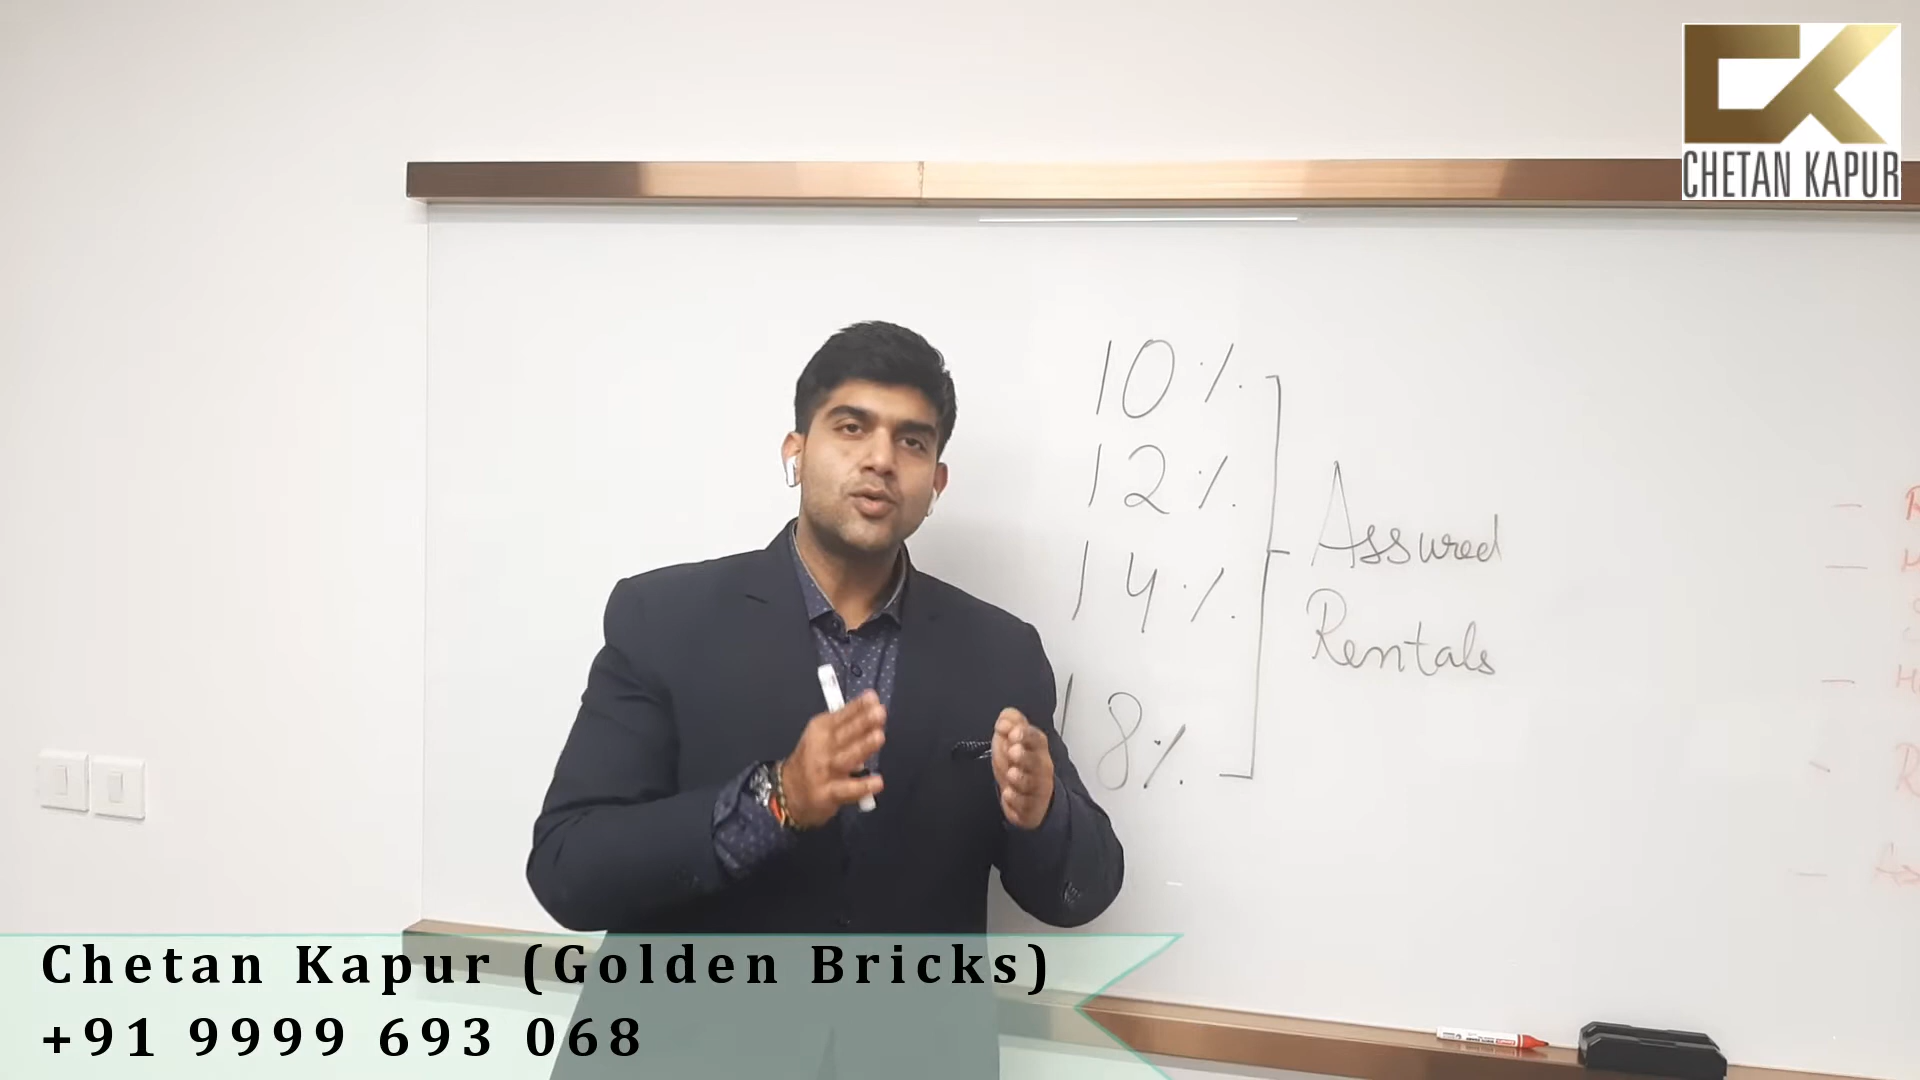 CHETAN KAPUR
10%
12%
14%
18%
Assured
Rentals
Chetan Kapur (Golden Bricks)
+91 9999 693 068